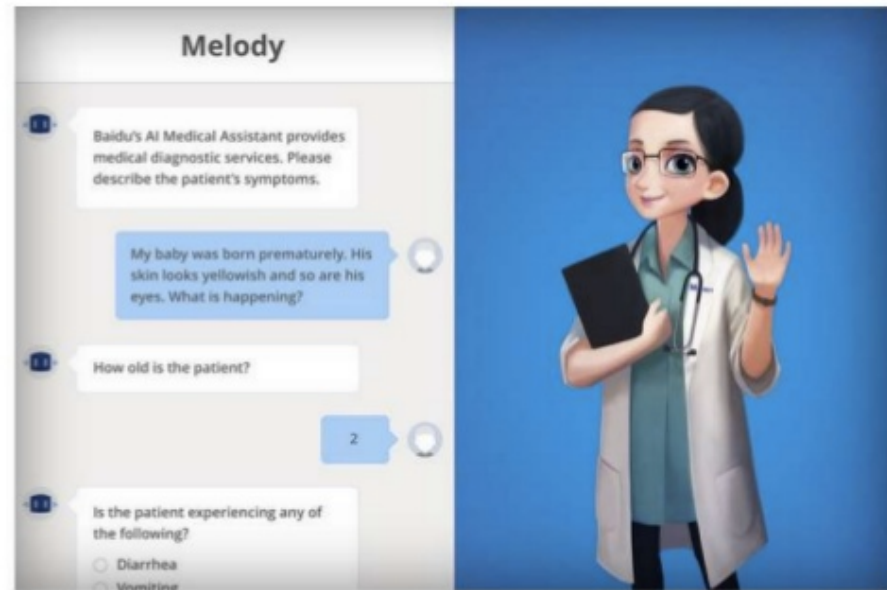 Melody
Baidu's AI Medical Assistant provides
medical diagnostic services. Please
describe the patient's symptoms.
My baby was born prematurely. His
skin looks yellowish and so are his
eyes. What is happening?
How old is the patient?
2
Is the patient experiencing any of
the following?
Diarrhea
Vomiting